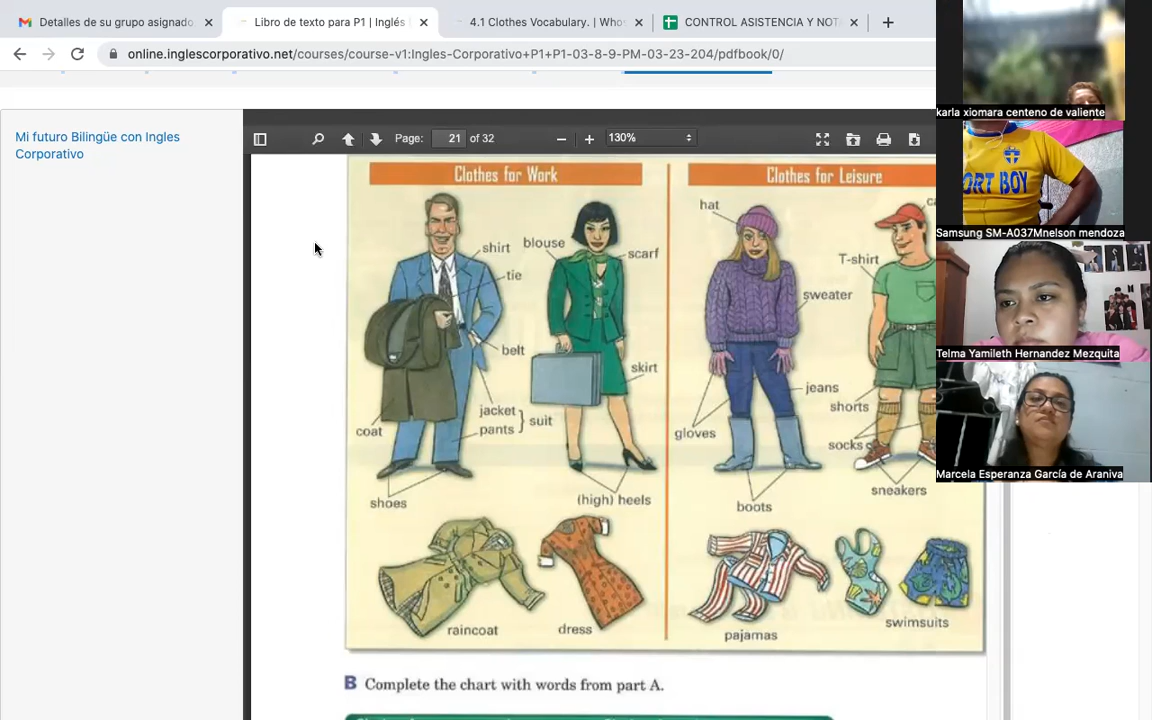 Detalles de su grupo asignado
Libro de texto para P1 | Inglés
4.1 Clothes Vocabulary. | Who
CONTROL ASISTENCIA Y NOT
online.inglescorporativo.net/courses/course-v1:Ingles-Corporativo+P1+P1-03-8-9-PM-03-23-204/pdfbook/0/
Mi futuro Bilingüe con Ingles
Corporativo
Page: 21 of 32
130%
Clothes for Work
Clothes for Leisure
shirt
blouse
scarf
tie
belt
skirt
jacket
pants
suit
coat
shoes
(high) heels
raincoat
dress
hat
T-shirt
sweater
jeans
shorts
gloves
socks
sneakers
boots
pajamas
swimsuits
B Complete the chart with words from part A.
karla xiomara centeno de valiente
ORT BOY
Samsung SM-A037Mnelson mendoza
Telma Yamileth Hernandez Mezquita
Marcela Esperanza García de Araniva